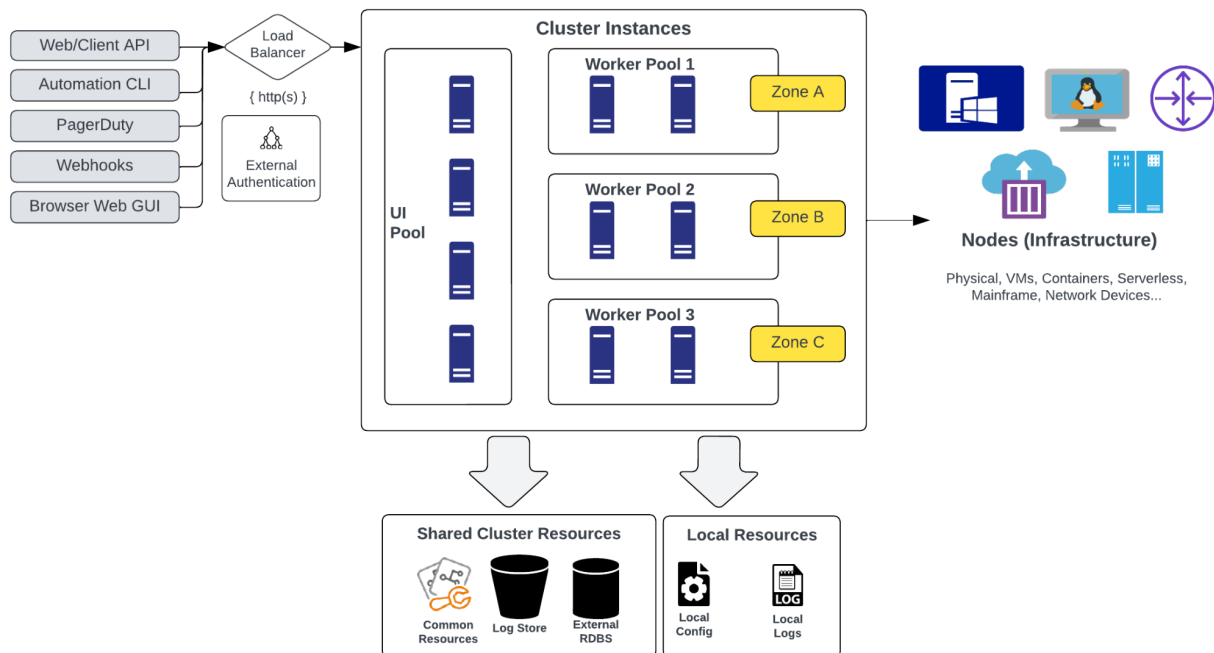 Web/Client API
Automation CLI
PagerDuty
Webhooks
Browser Web GUI
Load
Balancer
{ http(s) }
External
Authentication
Cluster Instances
UI
Pool
Worker Pool 1
Zone A
Worker Pool 2
Zone B
Worker Pool 3
Zone C
Nodes (Infrastructure)
Physical, VMs, Containers, Serverless,
Mainframe, Network Devices...
Shared Cluster Resources
Common
Resources
Log Store
External
RDBS
Local Resources
Local
Config
LOG
Local
Logs